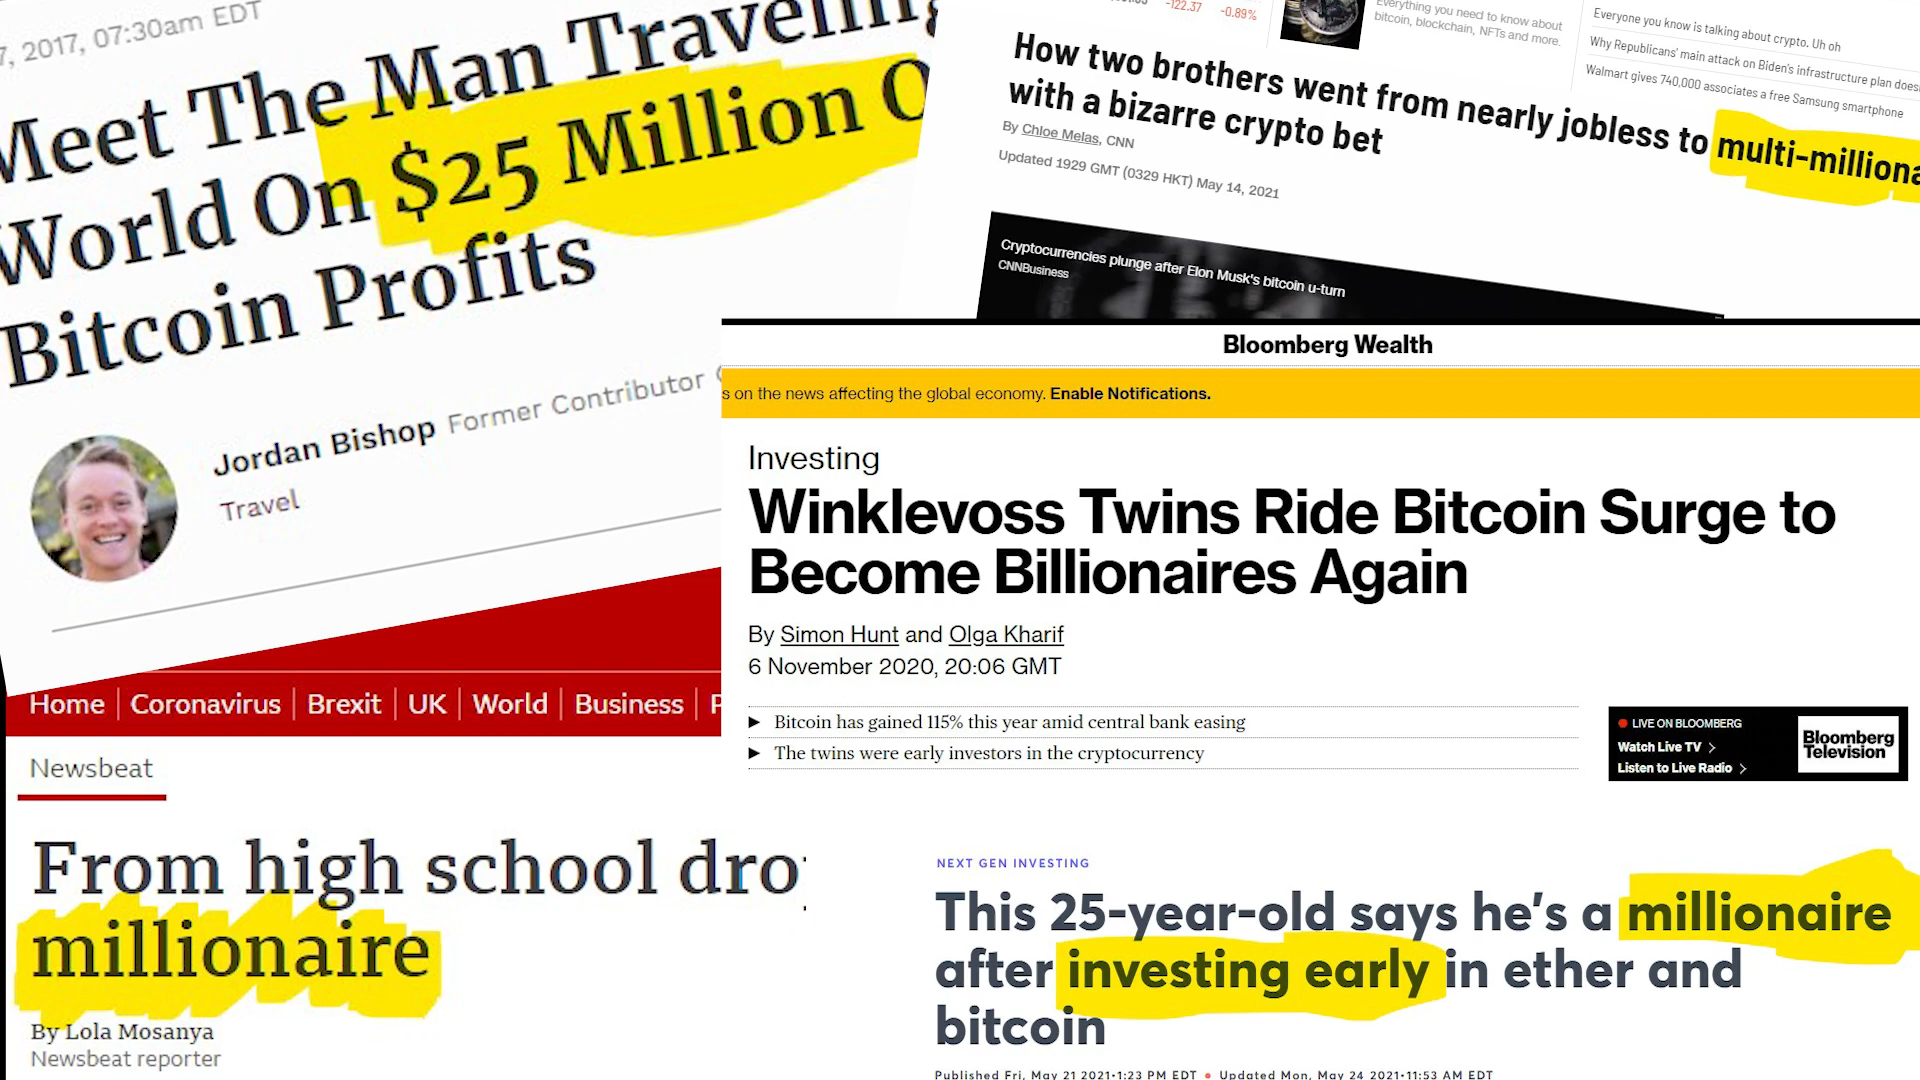 7, 2017, 07:30am EDT
Meet The Man Traveling
World On $25 Million O
Bitcoin Profits
Jordan Bishop Former Contributor
Travel
-122.37 -0.89%
Everything you need to know about
bitcoin, blockchain, NFTs and more.
Everyone you know is talking about crypto. Uh oh
Why Republicans' main attack on Biden's infrastructure plan does
Walmart gives 740,000 associates a free Samsung smartphone
How two brothers went from nearly jobless to multi-milliona
with a bizarre crypto bet
By Chloe Melas, CNN
Updated 1929 GMT (0329 HKT) May 14, 2021
Cryptocurrencies plunge after Elon Musk's bitcoin u-turn
CNNBusiness
Bloomberg Wealth
s on the news affecting the global economy. Enable Notifications.
Investing
Winklevoss Twins Ride Bitcoin Surge to
Become Billionaires Again
By Simon Hunt and Olga Kharif
6 November 2020, 20:06 GMT
► Bitcoin has gained 115% this year amid central bank easing
► The twins were early investors in the cryptocurrency
LIVE ON BLOOMBERG
Watch Live TV >
Listen to Live Radio >
Bloomberg
Television
Home Coronavirus Brexit UK World Business
Newsbeat
From high school dro
millionaire
By Lola Mosanya
Newsbeat reporter
NEXT GEN INVESTING
This 25-year-old says he's a millionaire
after investing early in ether and
bitcoin
Published Fri, May 21 2021•1:23 PM EDT • Updated Mon, May 24 2021•11:53 AM EDT